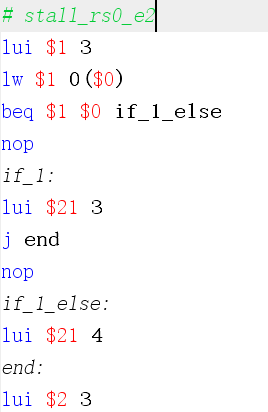 # stall_rs0_e2
lui $1 3
lw $1 0($0)
beq $1 $0 if_1_else
nop
if_1:
lui $21 3
j end
nop
if_1_else:
lui $21 4
end:
lui $2 3